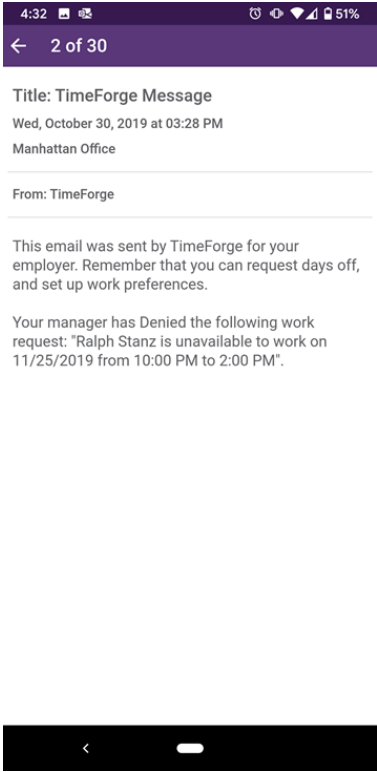 4:32 51%
2 of 30
Title: TimeForge Message
Wed, October 30, 2019 at 03:28 PM
Manhattan Office
From: TimeForge
This email was sent by TimeForge for your
employer. Remember that you can request days off,
and set up work preferences.
Your manager has Denied the following work
request: "Ralph Stanz is unavailable to work on
11/25/2019 from 10:00 PM to 2:00 PM".